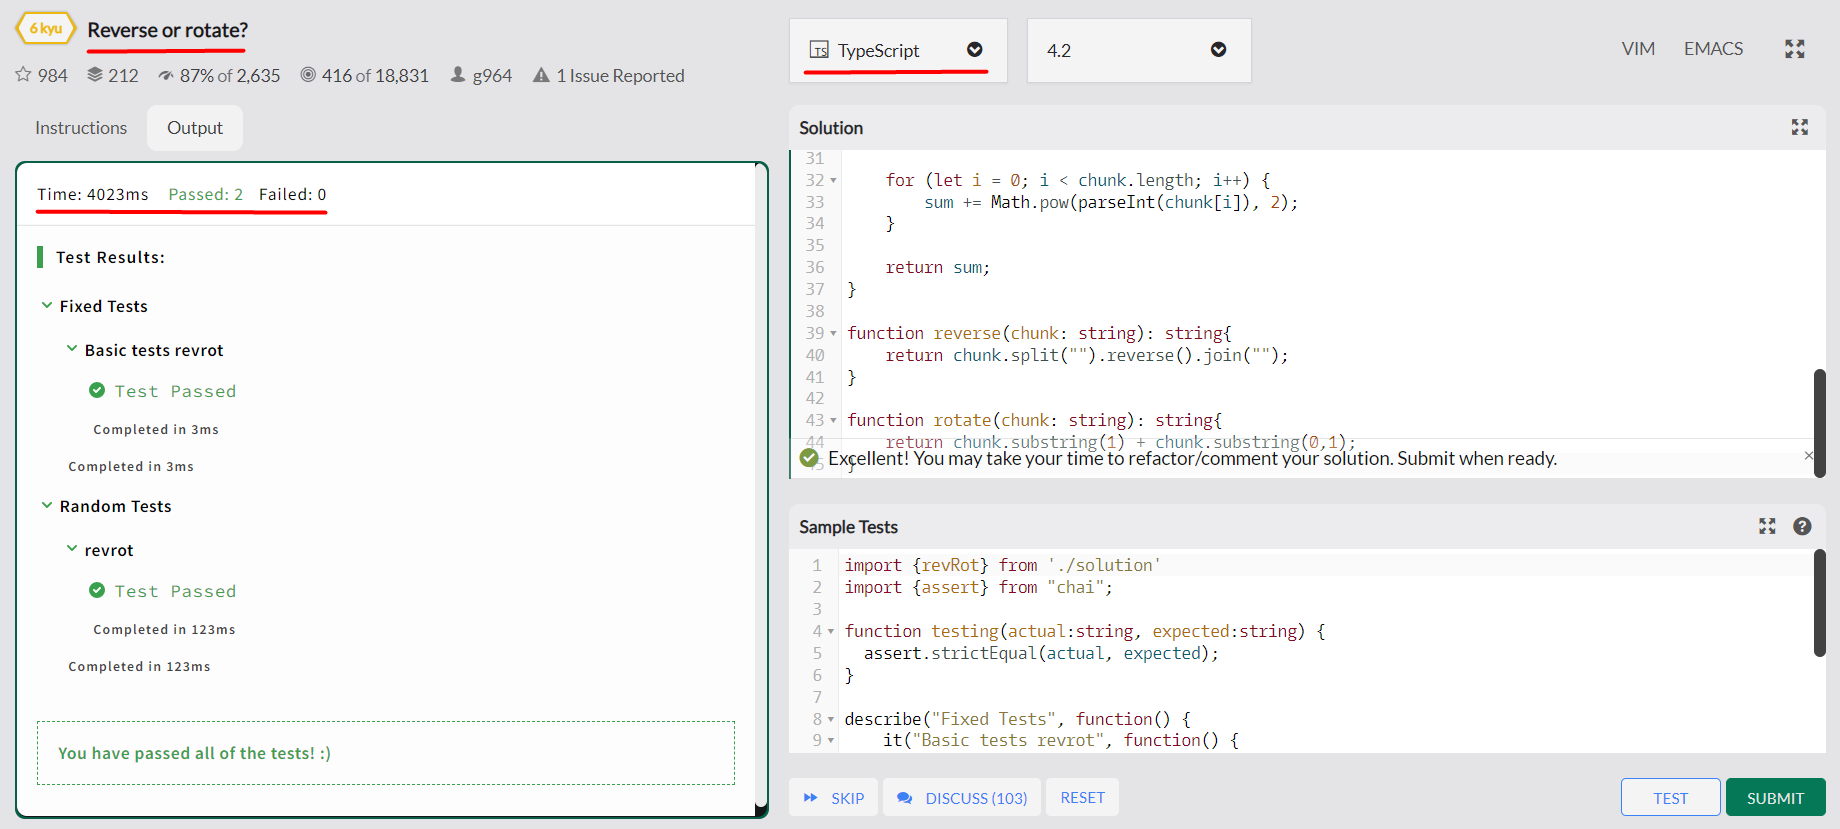 6 kyu
Reverse or rotate?
984 212 87% of 2,635 416 of 18,831 g964 1 Issue Reported
Instructions Output
Time: 4023ms Passed: 2 Failed: 0
Test Results:
Fixed Tests
Basic tests revrot
Test Passed
Completed in 3ms
Completed in 3ms
Random Tests
revrot
Test Passed
Completed in 123ms
Completed in 123ms
You have passed all of the tests! :)
TS TypeScript 4.2 VIM EMACS
Solution
31
32 for (let i = 0; i < chunk.length; i++) {
33 sum += Math.pow(parseInt(chunk[i]), 2);
34 }
35
36 return sum;
37 }
38
39 function reverse(chunk: string): string{
40 return chunk.split("").reverse().join("");
41 }
42
43 function rotate(chunk: string): string{
44 return chunk.substring(1) + chunk.substring(0,1);
45 }
Excellent! You may take your time to refactor/comment your solution. Submit when ready. ×
Sample Tests ?
1 import {revRot} from './solution'
2 import {assert} from "chai";
3
4 function testing(actual:string, expected:string) {
5 assert.strictEqual(actual, expected);
6 }
7
8 describe("Fixed Tests", function() {
9 it("Basic tests revrot", function() {
SKIP DISCUSS (103) RESET TEST SUBMIT